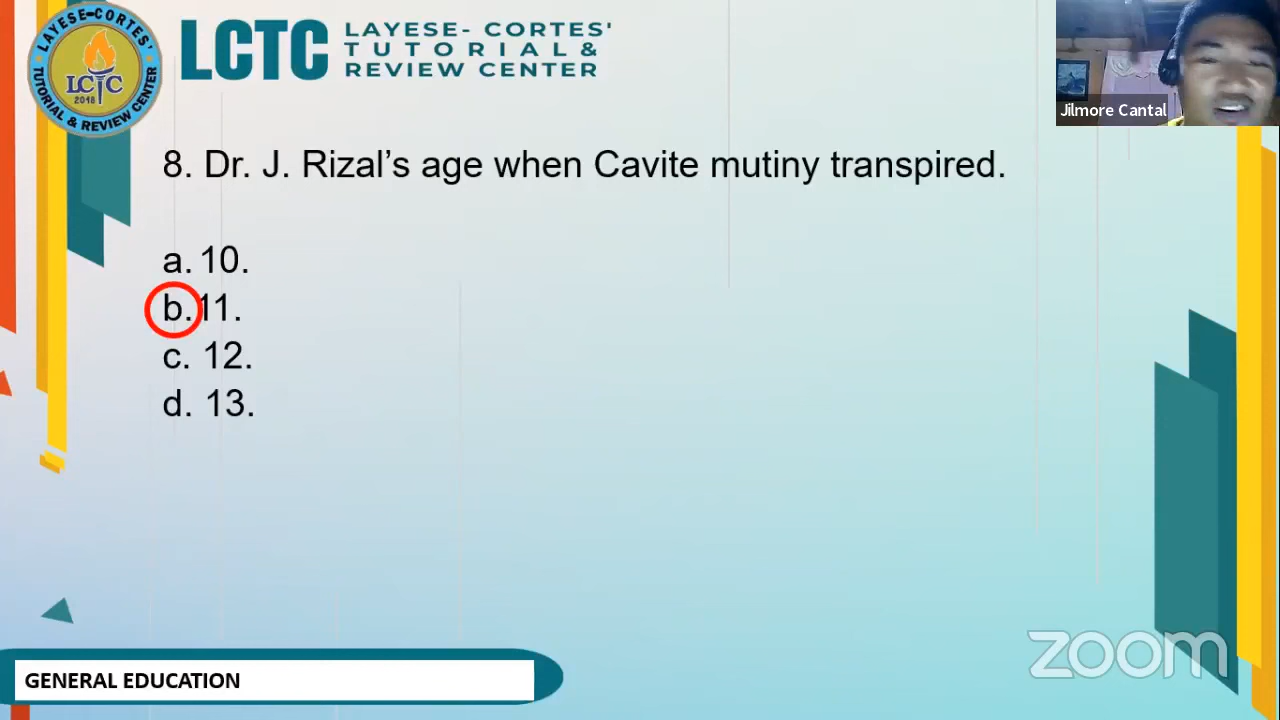 LAYESE-CORTES'
LCTC
2018
TUTORIAL & REVIEW CENTER
LCTC
LAYESE- CORTES'
TUTORIAL &
REVIEW CENTER
Jilmore Cantal
8. Dr. J. Rizal’s age when Cavite mutiny transpired.
a. 10.
b. 11.
c. 12.
d. 13.
zoom
GENERAL EDUCATION